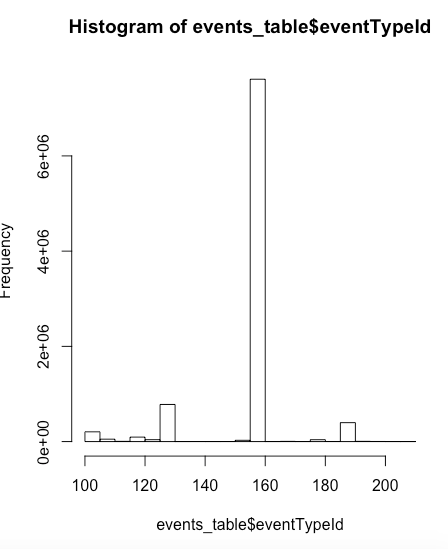 Histogram of events_table$eventTypeId
Frequency
6e+06
4e+06
2e+06
0e+00
100 120 140 160 180 200
events_table$eventTypeId